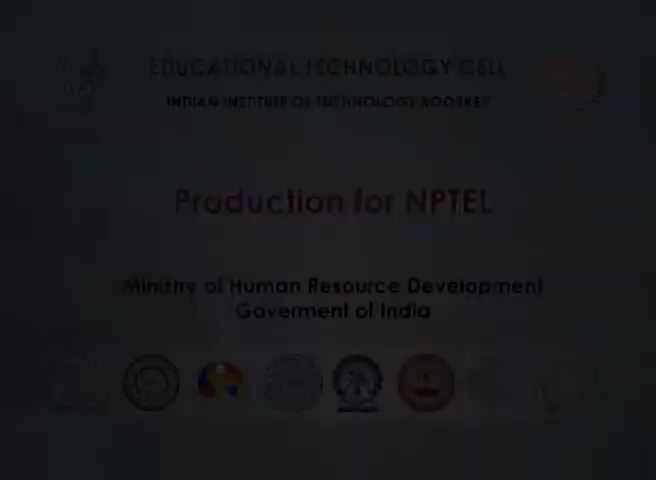 EDUCATIONAL TECHNOLOGY CELL
INDIAN INSTITUTE OF TECHNOLOGY ROORKEE
Production for NPTEL
Ministry of Human Resource Development
Goverment of India